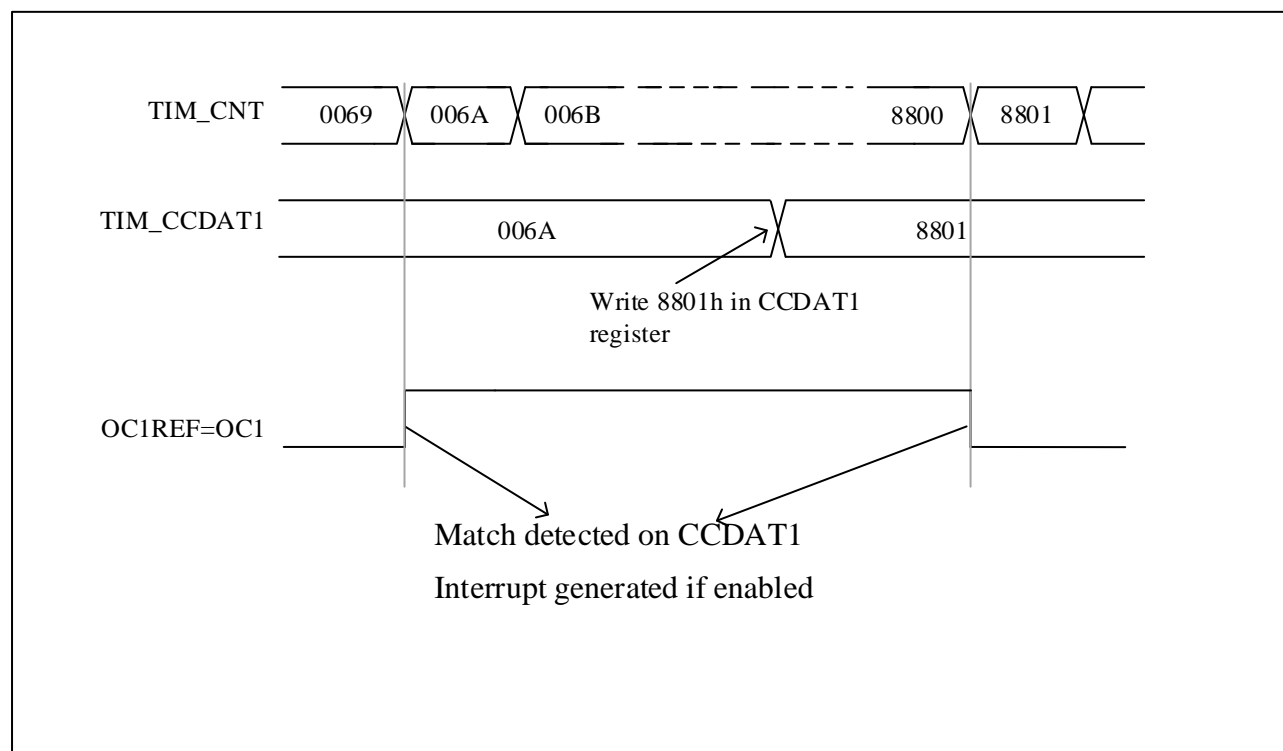 TIM_CNT 0069 006A 006B 8800 8801
TIM_CCDAT1 006A 8801
Write 8801h in CCDAT1
register
OC1REF=OC1
Match detected on CCDAT1
Interrupt generated if enabled